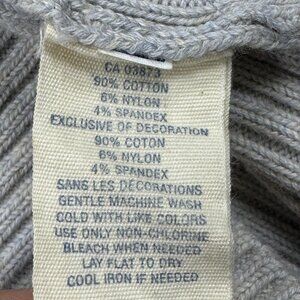 CA 03873
90% COTTON
6% NYLON
4% SPANDEX
EXCLUSIVE OF DECORATION
90% COTON
6% NYLON
4% SPANDEX
SANS LES DECORATIONS
GENTLE MACHINE WASH
COLD WITH LIKE COLORS
USE ONLY NON-CHLORINE
BLEACH WHEN NEEDED
LAY FLAT TO DRY
COOL IRON IF NEEDED